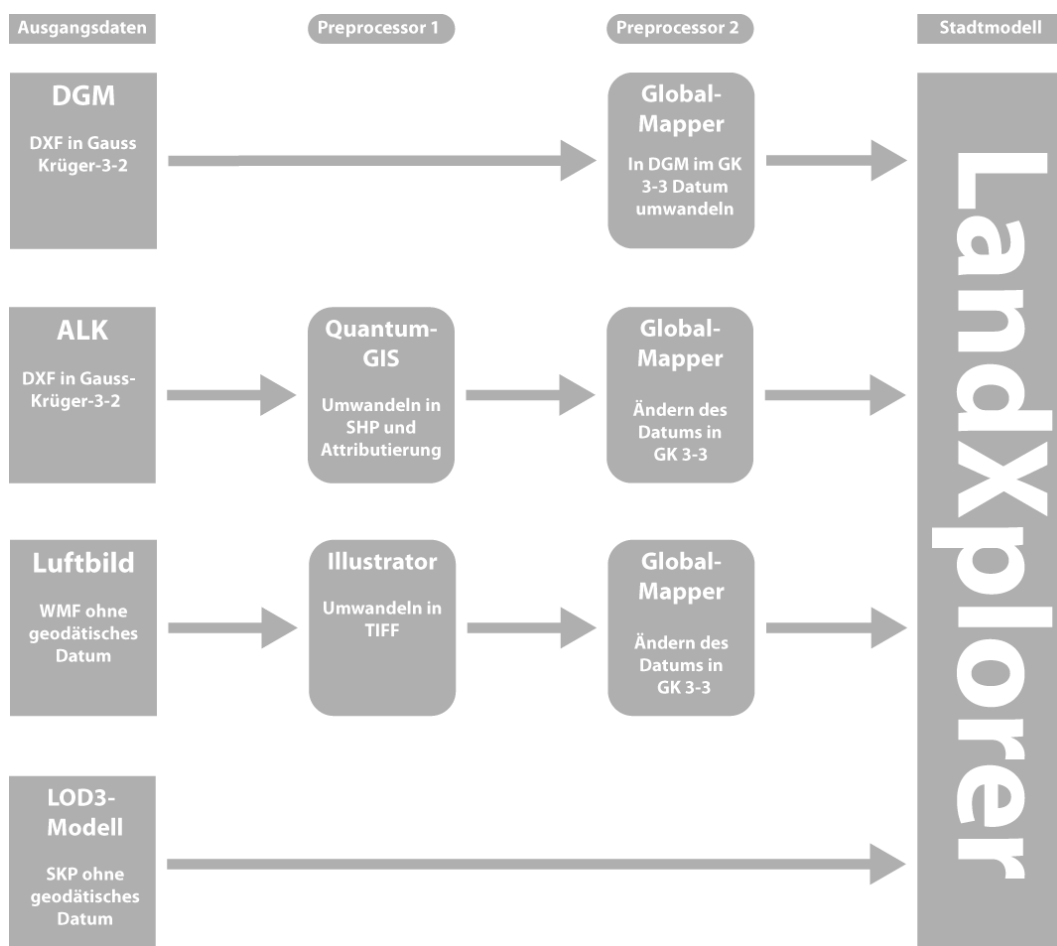 Ausgangsdaten
Preprocessor 1
Preprocessor 2
Stadtmodell
DGM
DXF in Gauss
Krüger-3-2
Global-
Mapper
In DGM im GK
3-3 Datum
umwandeln
ALK
DXF in Gauss-
Krüger-3-2
Quantum-
GIS
Umwandeln in
SHP und
Attributierung
Global-
Mapper
Ändern des
Datums in
GK 3-3
Luftbild
WMF ohne
geodätisches
Datum
Illustrator
Umwandeln in
TIFF
Global-
Mapper
Ändern des
Datums in
GK 3-3
LOD3-
Modell
SKP ohne
geodätisches
Datum
LandXplorer